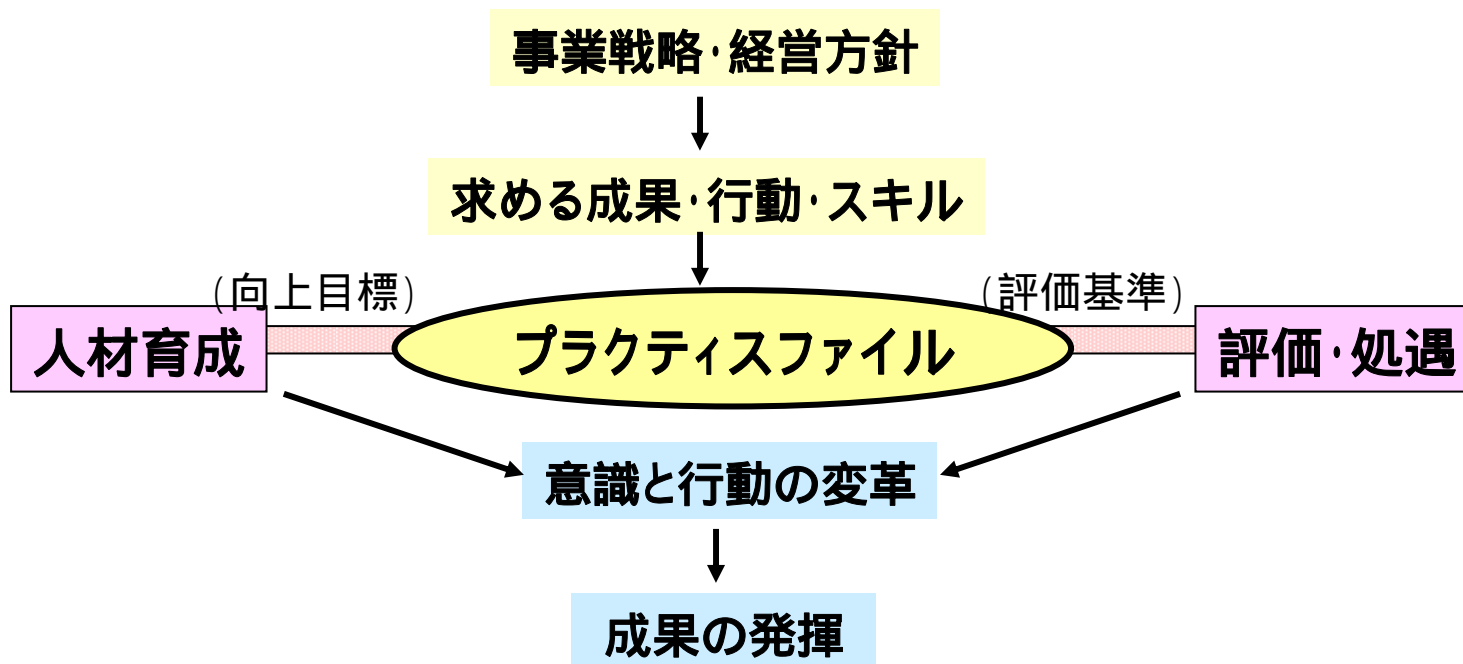 事業戦略・経営方針
求める成果・行動・スキル
(向上目標)
(評価基準)
人材育成
プラクティスファイル
評価・処遇
意識と行動の変革
成果の発揮